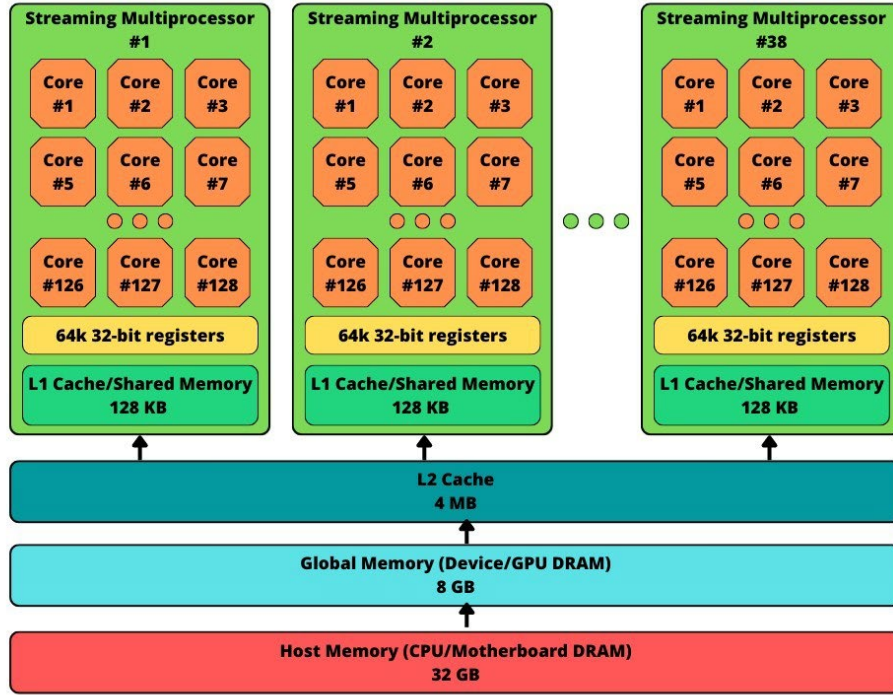 Streaming Multiprocessor
#1
Core
#1
Core
#2
Core
#3
Core
#5
Core
#6
Core
#7
Core
#126
Core
#127
Core
#128
64k 32-bit registers
L1 Cache/Shared Memory
128 KB
Streaming Multiprocessor
#2
Core
#1
Core
#2
Core
#3
Core
#5
Core
#6
Core
#7
Core
#126
Core
#127
Core
#128
64k 32-bit registers
L1 Cache/Shared Memory
128 KB
Streaming Multiprocessor
#38
Core
#1
Core
#2
Core
#3
Core
#5
Core
#6
Core
#7
Core
#126
Core
#127
Core
#128
64k 32-bit registers
L1 Cache/Shared Memory
128 KB
L2 Cache
4 MB
Global Memory (Device/GPU DRAM)
8 GB
Host Memory (CPU/Motherboard DRAM)
32 GB